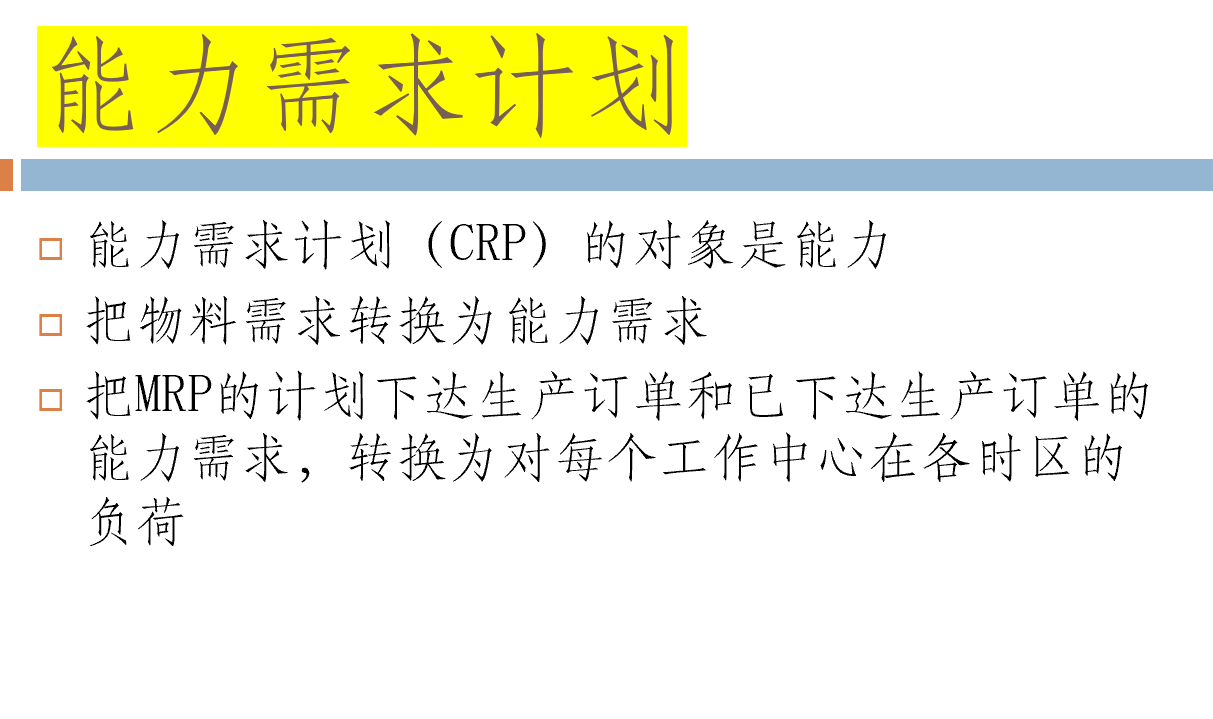 能力需求计划
能力需求计划（CRP）的对象是能力
把物料需求转换为能力需求
把MRP的计划下达生产订单和已下达生产订单的
能力需求，转换为对每个工作中心在各时区的
负荷